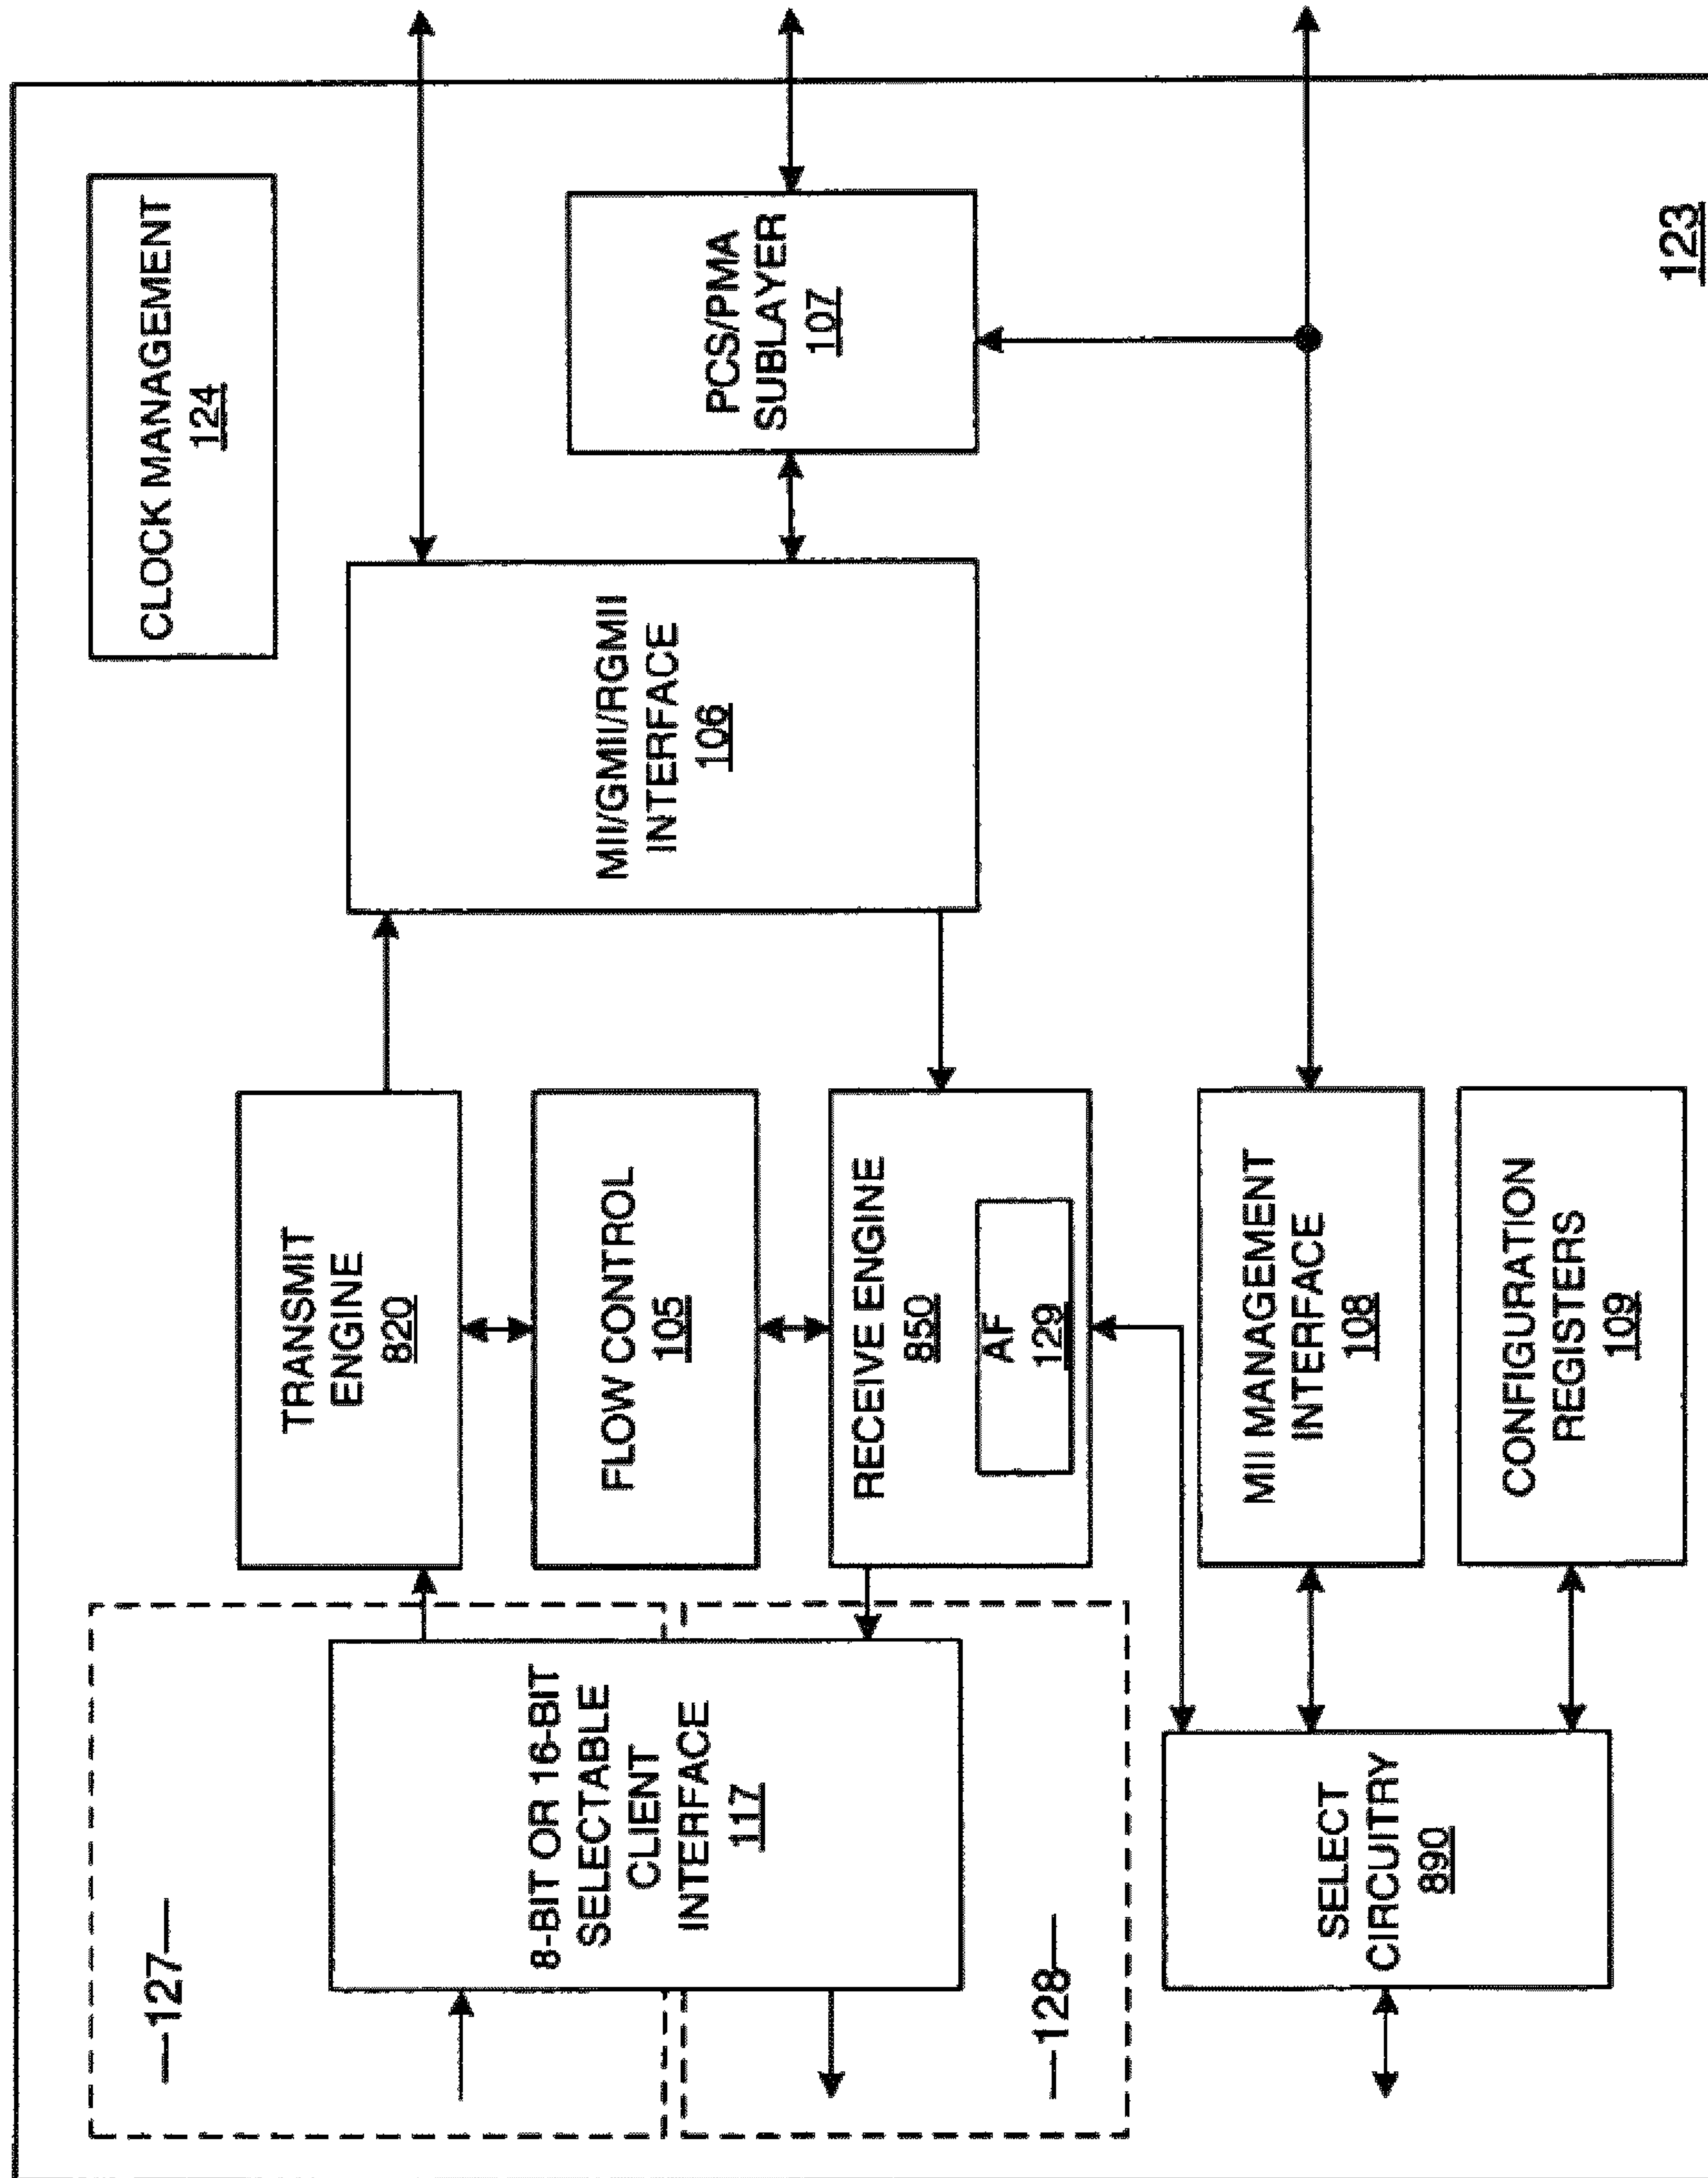 CLOCK MANAGEMENT
124
—127—
8-BIT OR 16-BIT
SELECTABLE
CLIENT
INTERFACE
117
—128—
TRANSMIT
ENGINE
820
FLOW CONTROL
105
RECEIVE ENGINE
850
AF
129
MII/GMII/RGMII
INTERFACE
106
PCS/PMA
SUBLAYER
107
SELECT
CIRCUITRY
890
MII MANAGEMENT
INTERFACE
108
CONFIGURATION
REGISTERS
109
123